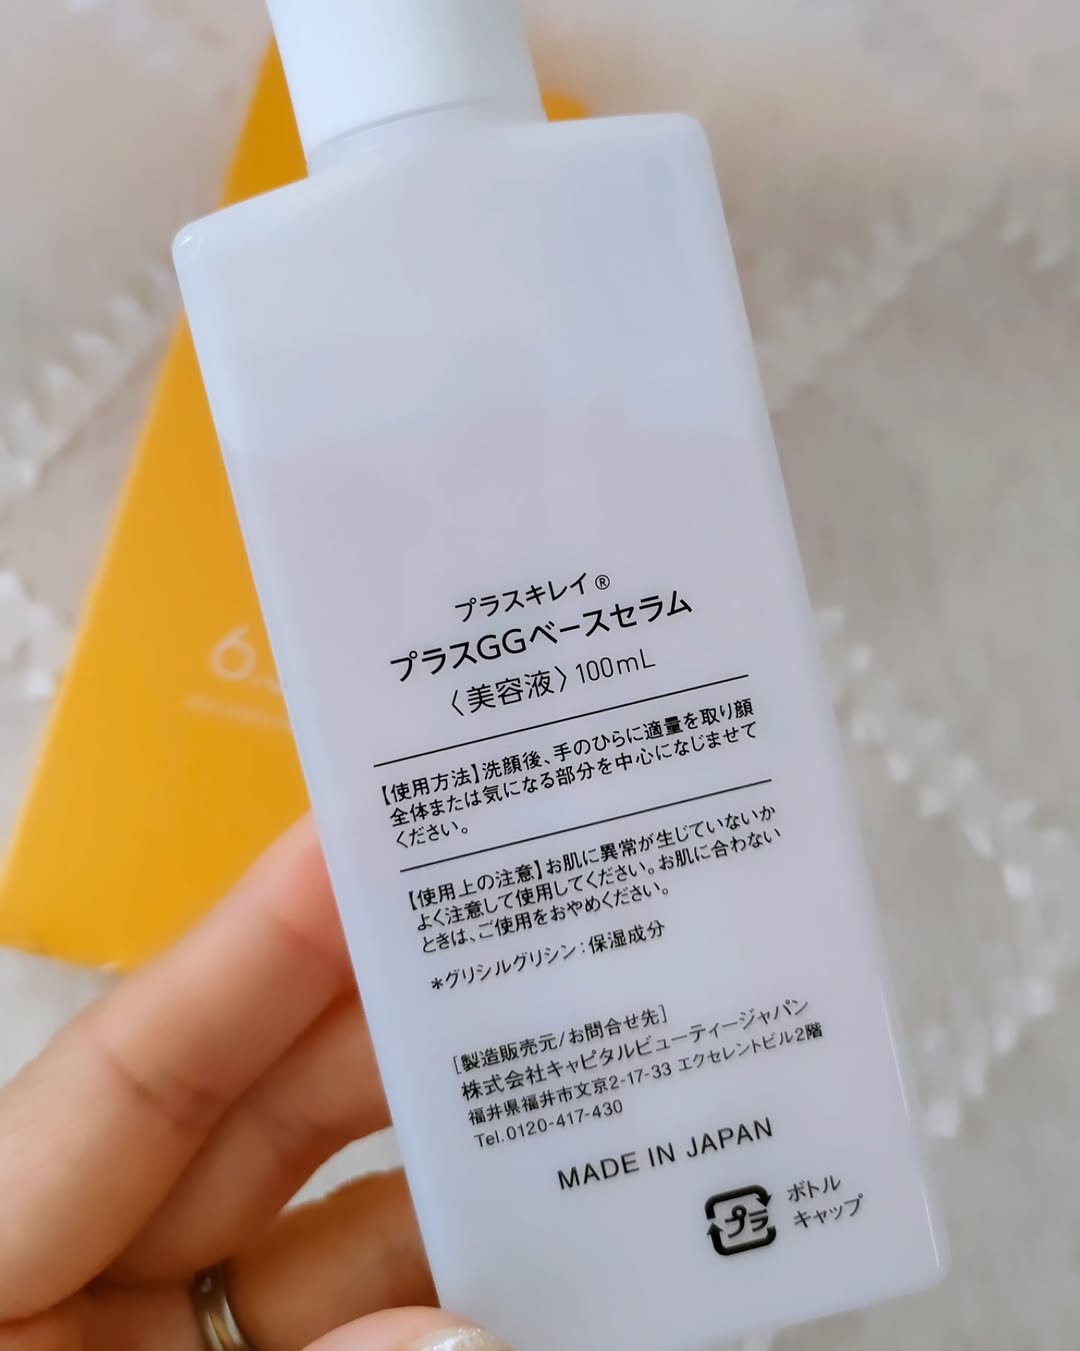 プラスキレイ®
プラスGGベースセラム
〈美容液〉100mL
【使用方法】洗顔後、手のひらに適量を取り顔
全体または気になる部分を中心になじませて
ください。
【使用上の注意】お肌に異常が生じていないか
よく注意して使用してください。お肌に合わない
ときは、ご使用をおやめください。
*グリシルグリシン:保湿成分
[製造販売元/お問合せ先]
株式会社キャピタルビューティージャパン
福井県福井市文京2-17-33 エクセレントビル2階
Tel.0120-417-430
MADE IN JAPAN
プラ
ボトル
キャップ